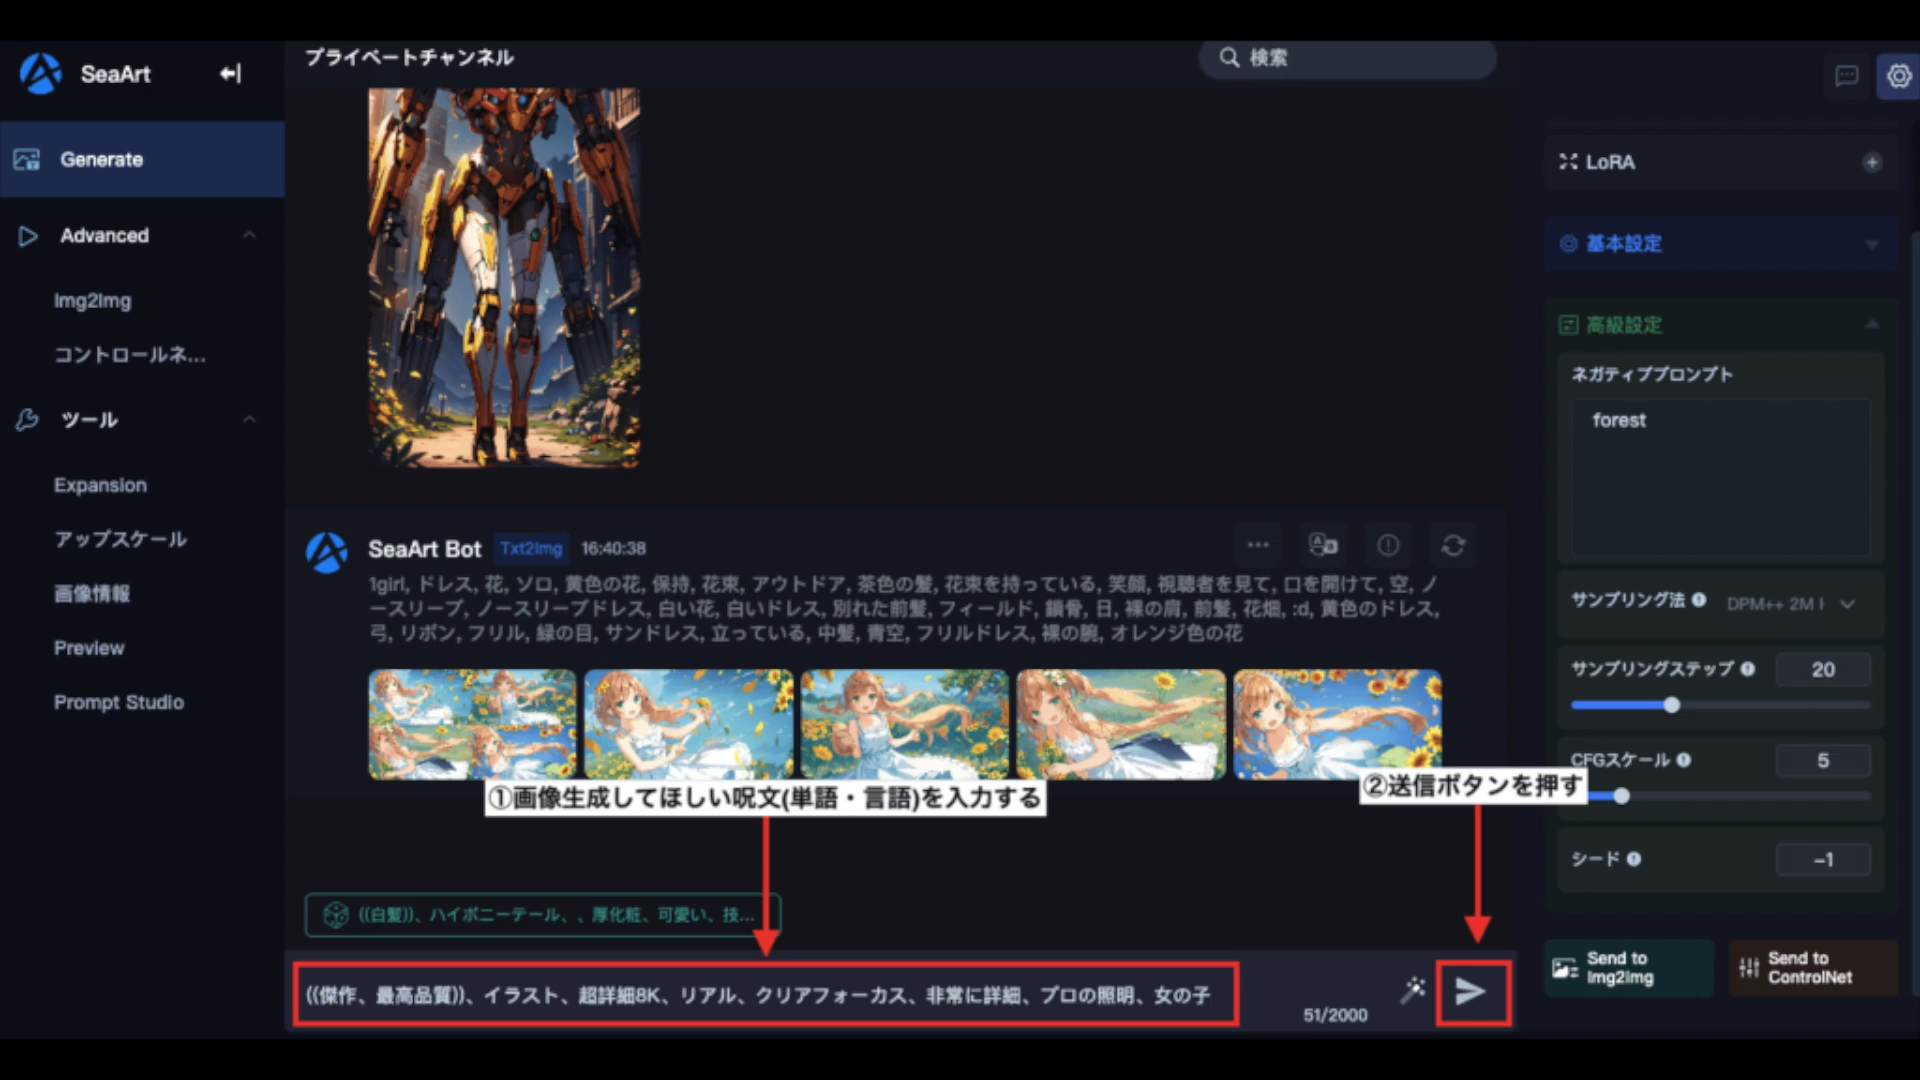 SeaArt
Generate
Advanced
Img2Img
コントロールネ...
ツール
Expansion
アップスケール
画像情報
Preview
Prompt Studio
プライベートチャンネル
検索
SeaArt Bot Txt2Img 16:40:38
1girl, ドレス, 花, ソロ, 黄色の花, 保持, 花束, アウトドア, 茶色の髪, 花束を持っている, 笑顔, 視聴者を見て, 口を開けて, 空, ノ
ースリーブ, ノースリーブドレス, 白い花, 白いドレス, 別れた前髪, フィールド, 鎖骨, 日, 裸の肩, 前髪, 花畑, :d, 黄色のドレス,
弓, リボン, フリル, 緑の目, サンドレス, 立っている, 中髪, 青空, フリルドレス, 裸の腕, オレンジ色の花
①画像生成してほしい呪文(単語・言語)を入力する
②送信ボタンを押す
((白髪))、ハイポニーテール、、厚化粧、可愛い、技...
((傑作、最高品質))、イラスト、超詳細8K、リアル、クリアフォーカス、非常に詳細、プロの照明、女の子
51/2000
LoRA
基本設定
高級設定
ネガティブプロンプト
forest
サンプリング法 DPM++ 2M
サンプリングステップ 20
CFGスケール 5
シード -1
Send to
Img2Img
Send to
ControlNet